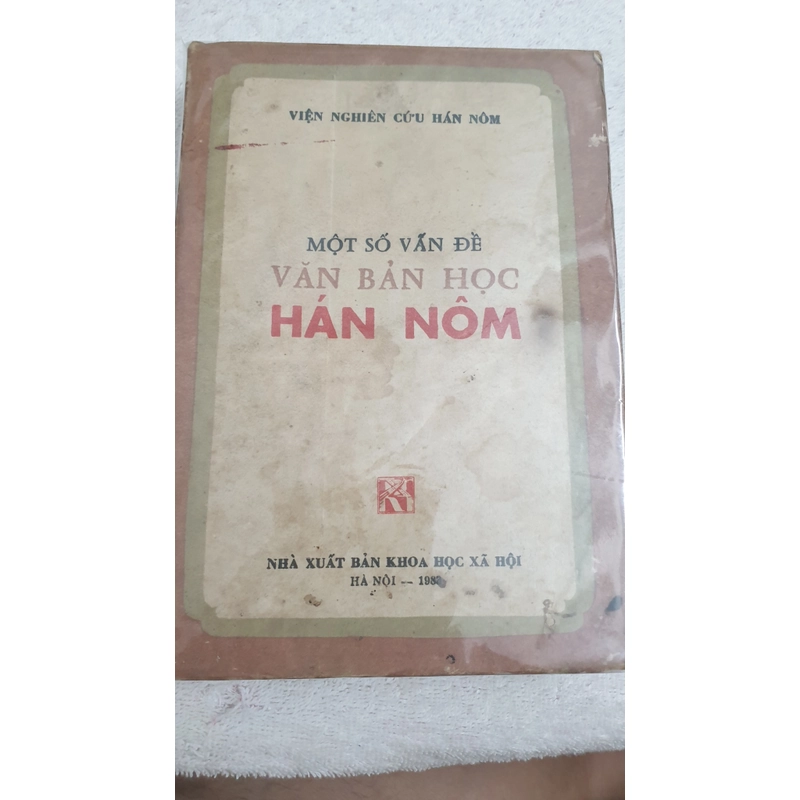 VIỆN NGHIÊN CỨU HÁN NÔM
MỘT SỐ VẤN ĐỀ
VĂN BẢN HỌC
HÁN NÔM
NHÀ XUẤT BẢN KHOA HỌC XÃ HỘI
HÀ NỘI —